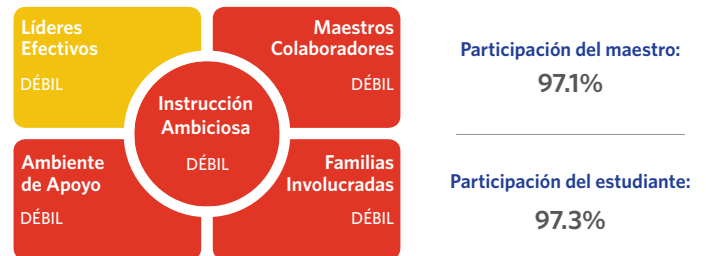 Líderes
Efectivos
DÉBIL
Maestros
Colaboradores
DÉBIL
Instrucción
Ambiciosa
DÉBIL
Ambiente
de Apoyo
DÉBIL
Familias
Involucradas
DÉBIL
Participación del maestro:
97.1%
Participación del estudiante:
97.3%